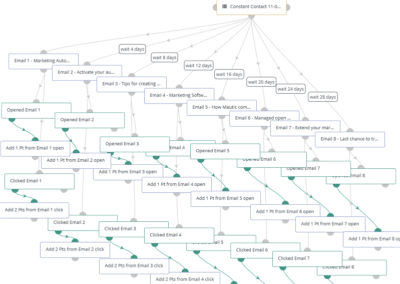 Constant Contact 11-6...
wait 4 days
wait 8 days
wait 12 days
wait 16 days
wait 20 days
wait 24 days
wait 28 days
Email 1 - Marketing Auto...
Email 2 - Activate your au...
Email 3 - Tips for creating ...
Email 4 - Marketing Softw...
Email 5 - How Mautic com...
Email 6 - Managed open ...
Email 7 - Extend your mar...
Email 8 - Last chance to tr...
Opened Email 1
Opened Email 2
Opened Email 3
Email 4
Opened Email 5
Email 6
Opened Email 7
Email 8
Add 1 Pt from Email 1 open
Add 1 Pt from Email 2 open
Add 1 Pt from Email 3 open
Add 1 Pt from Email 4 open
Add 1 Pt from Email 5 open
Add 1 Pt from Email 6 open
Add 1 Pt from Email 7 open
Add 1 Pt from Email 8 op
Clicked Email 1
Clicked Email 2
Clicked Email 3
Clicked Email 4
Email 5
Clicked Email 6
Clicked Email 7
Clicked Email 8
Add 2 Pts from Email 1 click
Add 2 Pts from Email 2 click
Add 2 Pts from Email 3 click
Add 2 Pts from Email 4 click